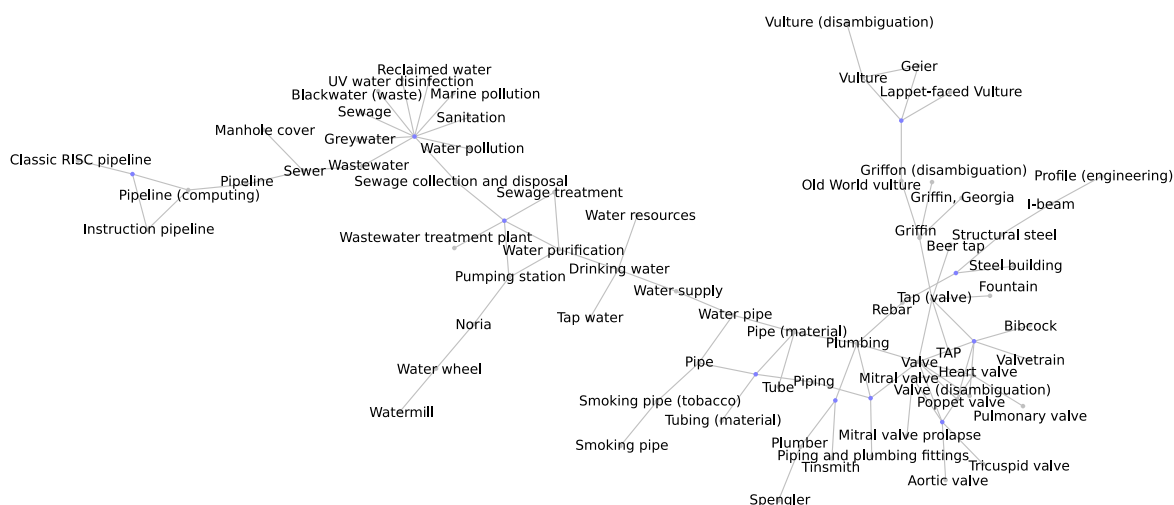 Vulture (disambiguation)
Geier
Reclaimed water
Vulture
UV water disinfection
Lappet-faced Vulture
Blackwater (waste)
Marine pollution
Sewage
Sanitation
Manhole cover
Greywater
Water pollution
Classic RISC pipeline
Wastewater
Sewer
Griffon (disambiguation)
Profile (engineering)
Pipeline
Sewage collection and disposal
Old World vulture
Pipeline (computing)
Sewage treatment
Griffin, Georgia
I-beam
Water resources
Instruction pipeline
Griffin
Structural steel
Wastewater treatment plant
Beer tap
Water purification
Steel building
Drinking water
Pumping station
Fountain
Water supply
Tap (valve)
Rebar
Water pipe
Tap water
Noria
Bibcock
Pipe (material)
Plumbing
TAP
Valvetrain
Pipe
Valve
Water wheel
Heart valve
Mitral valve
Tube
Piping
Valve (disambiguation)
Smoking pipe (tobacco)
Poppet valve
Watermill
Pulmonary valve
Tubing (material)
Mitral valve prolapse
Smoking pipe
Plumber
Piping and plumbing fittings
Tinsmith
Tricuspid valve
Aortic valve
Spengler